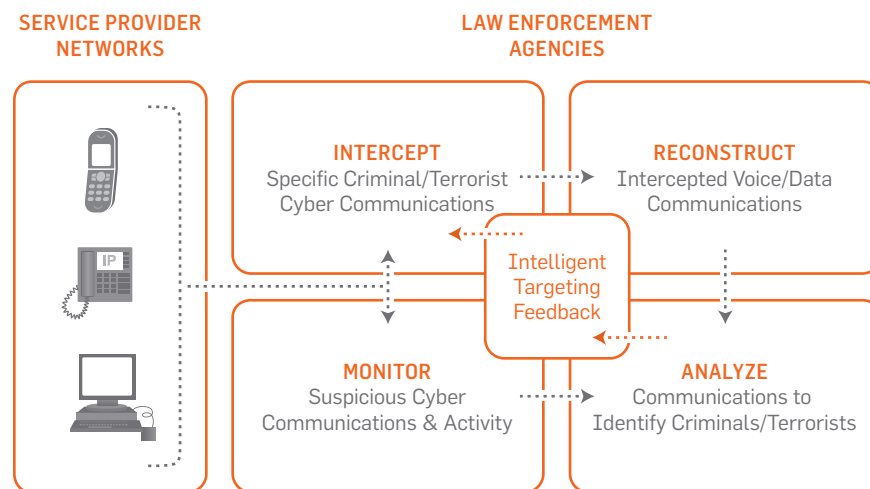 SERVICE PROVIDER
NETWORKS
LAW ENFORCEMENT
AGENCIES
IP
INTERCEPT
Specific Criminal/Terrorist
Cyber Communications
RECONSTRUCT
Intercepted Voice/Data
Communications
Intelligent
Targeting
Feedback
MONITOR
Suspicious Cyber
Communications & Activity
ANALYZE
Communications to
Identify Criminals/Terrorists